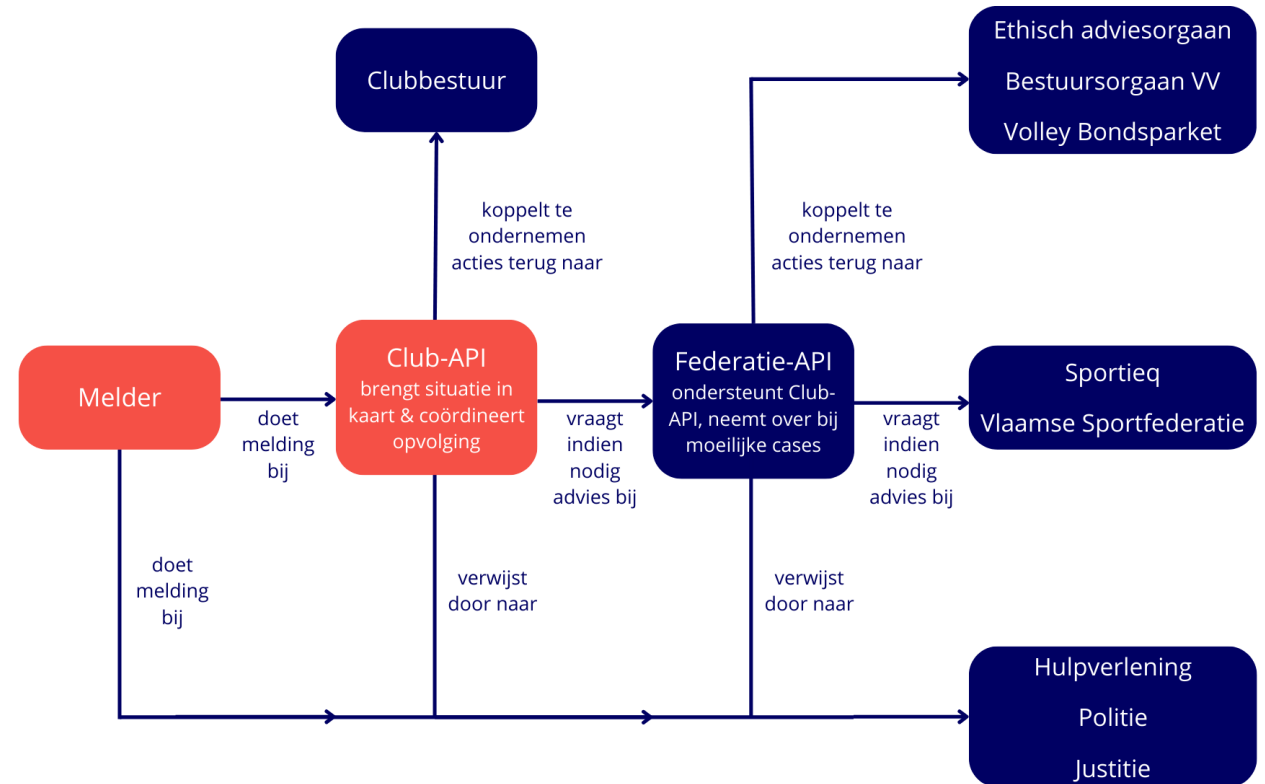 Ethisch adviesorgaan
Bestuursorgaan VV
Volley Bondsparket
Clubbestuur
koppelt te
ondernemen
acties terug naar
koppelt te
ondernemen
acties terug naar
Melder
doet
melding
bij
Club-API
brengt situatie in
kaart & coördineert
opvolging
vraagt
indien
nodig
advies bij
Federatie-API
ondersteunt Club-
API, neemt over bij
moeilijke cases
vraagt
indien
nodig
advies bij
Sportieq
Vlaamse Sportfederatie
doet
melding
bij
verwijst
door naar
verwijst
door naar
Hulpverlening
Politie
Justitie